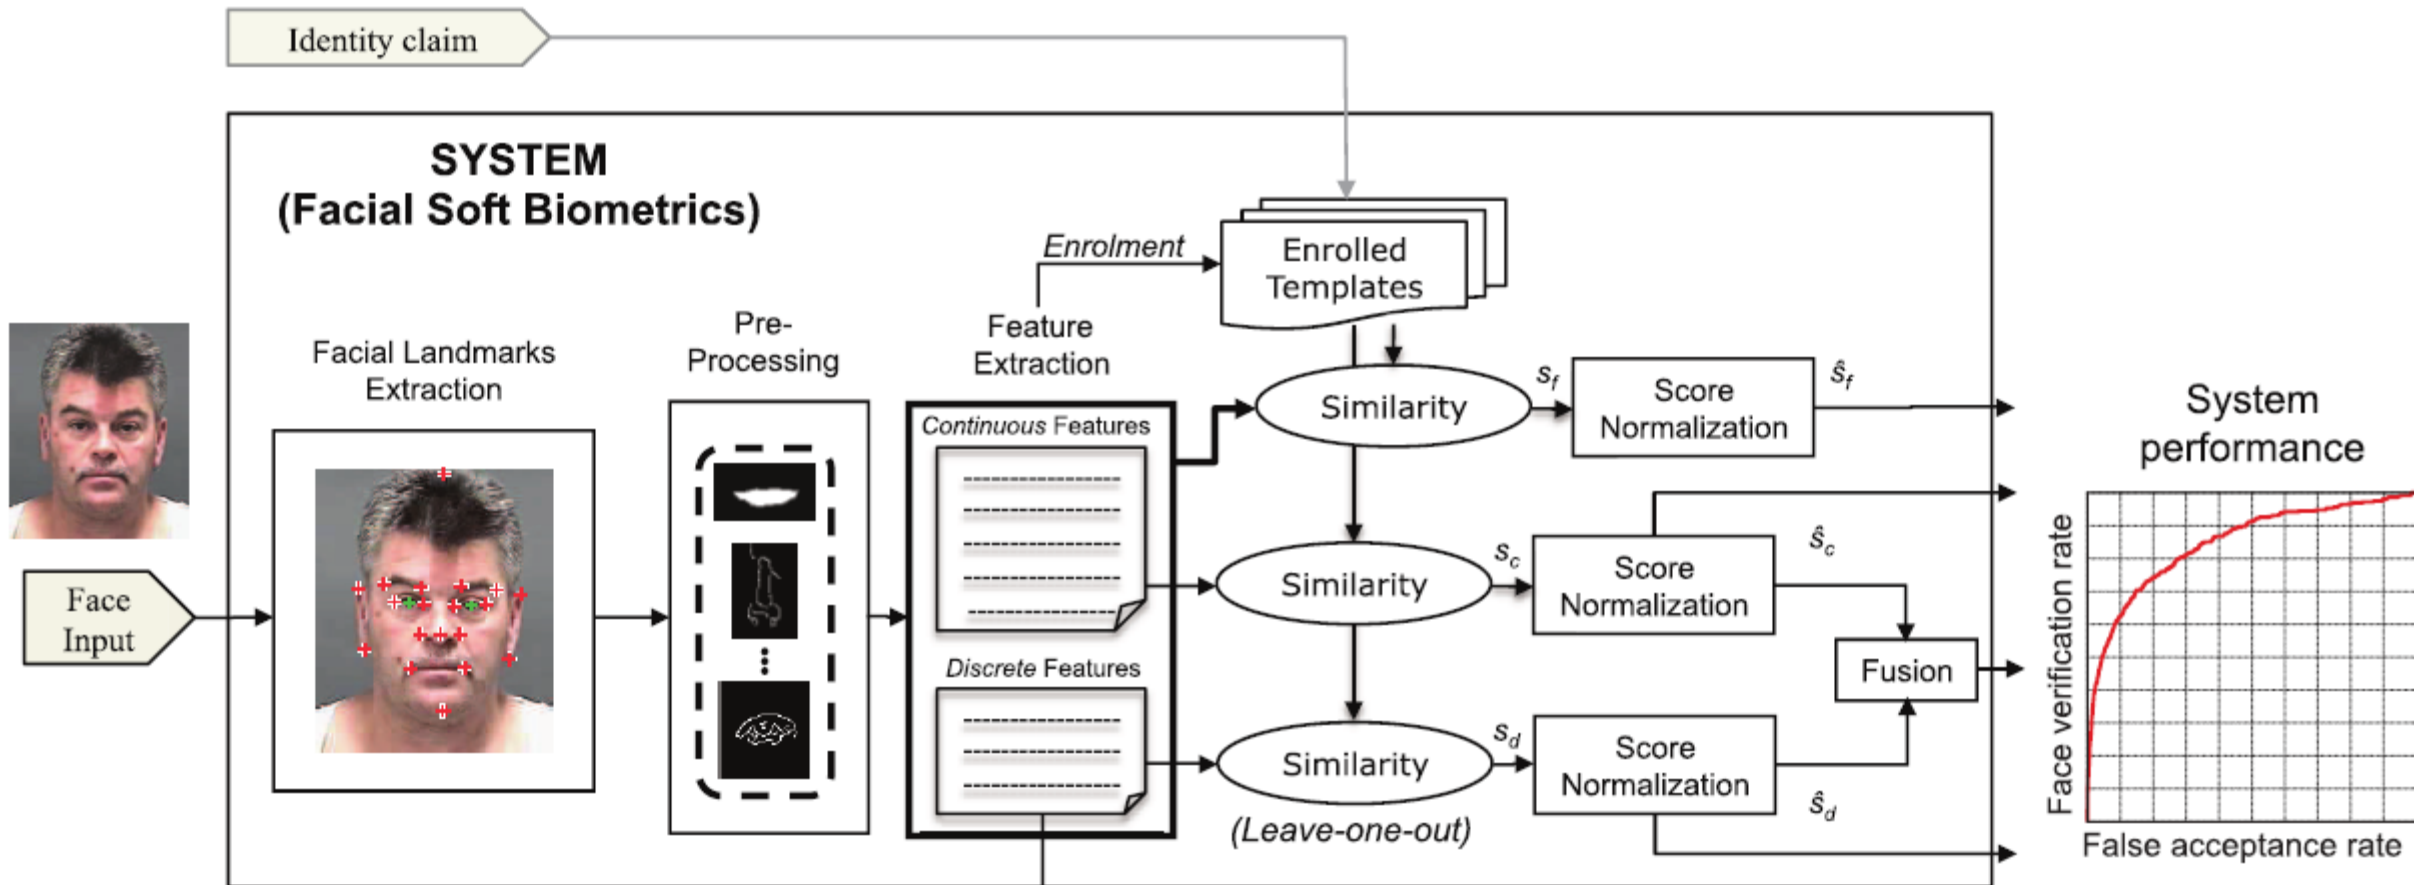 Identity claim
SYSTEM
(Facial Soft Biometrics)
Enrolment
Enrolled
Templates
Facial Landmarks
Extraction
Pre-
Processing
Feature
Extraction
Continuous Features
Discrete Features
Similarity
s_f
Score
Normalization
ŝ_f
Similarity
s_c
Score
Normalization
ŝ_c
Similarity
s_d
Score
Normalization
ŝ_d
(Leave-one-out)
Fusion
Face
Input
System
performance
Face verification rate
False acceptance rate